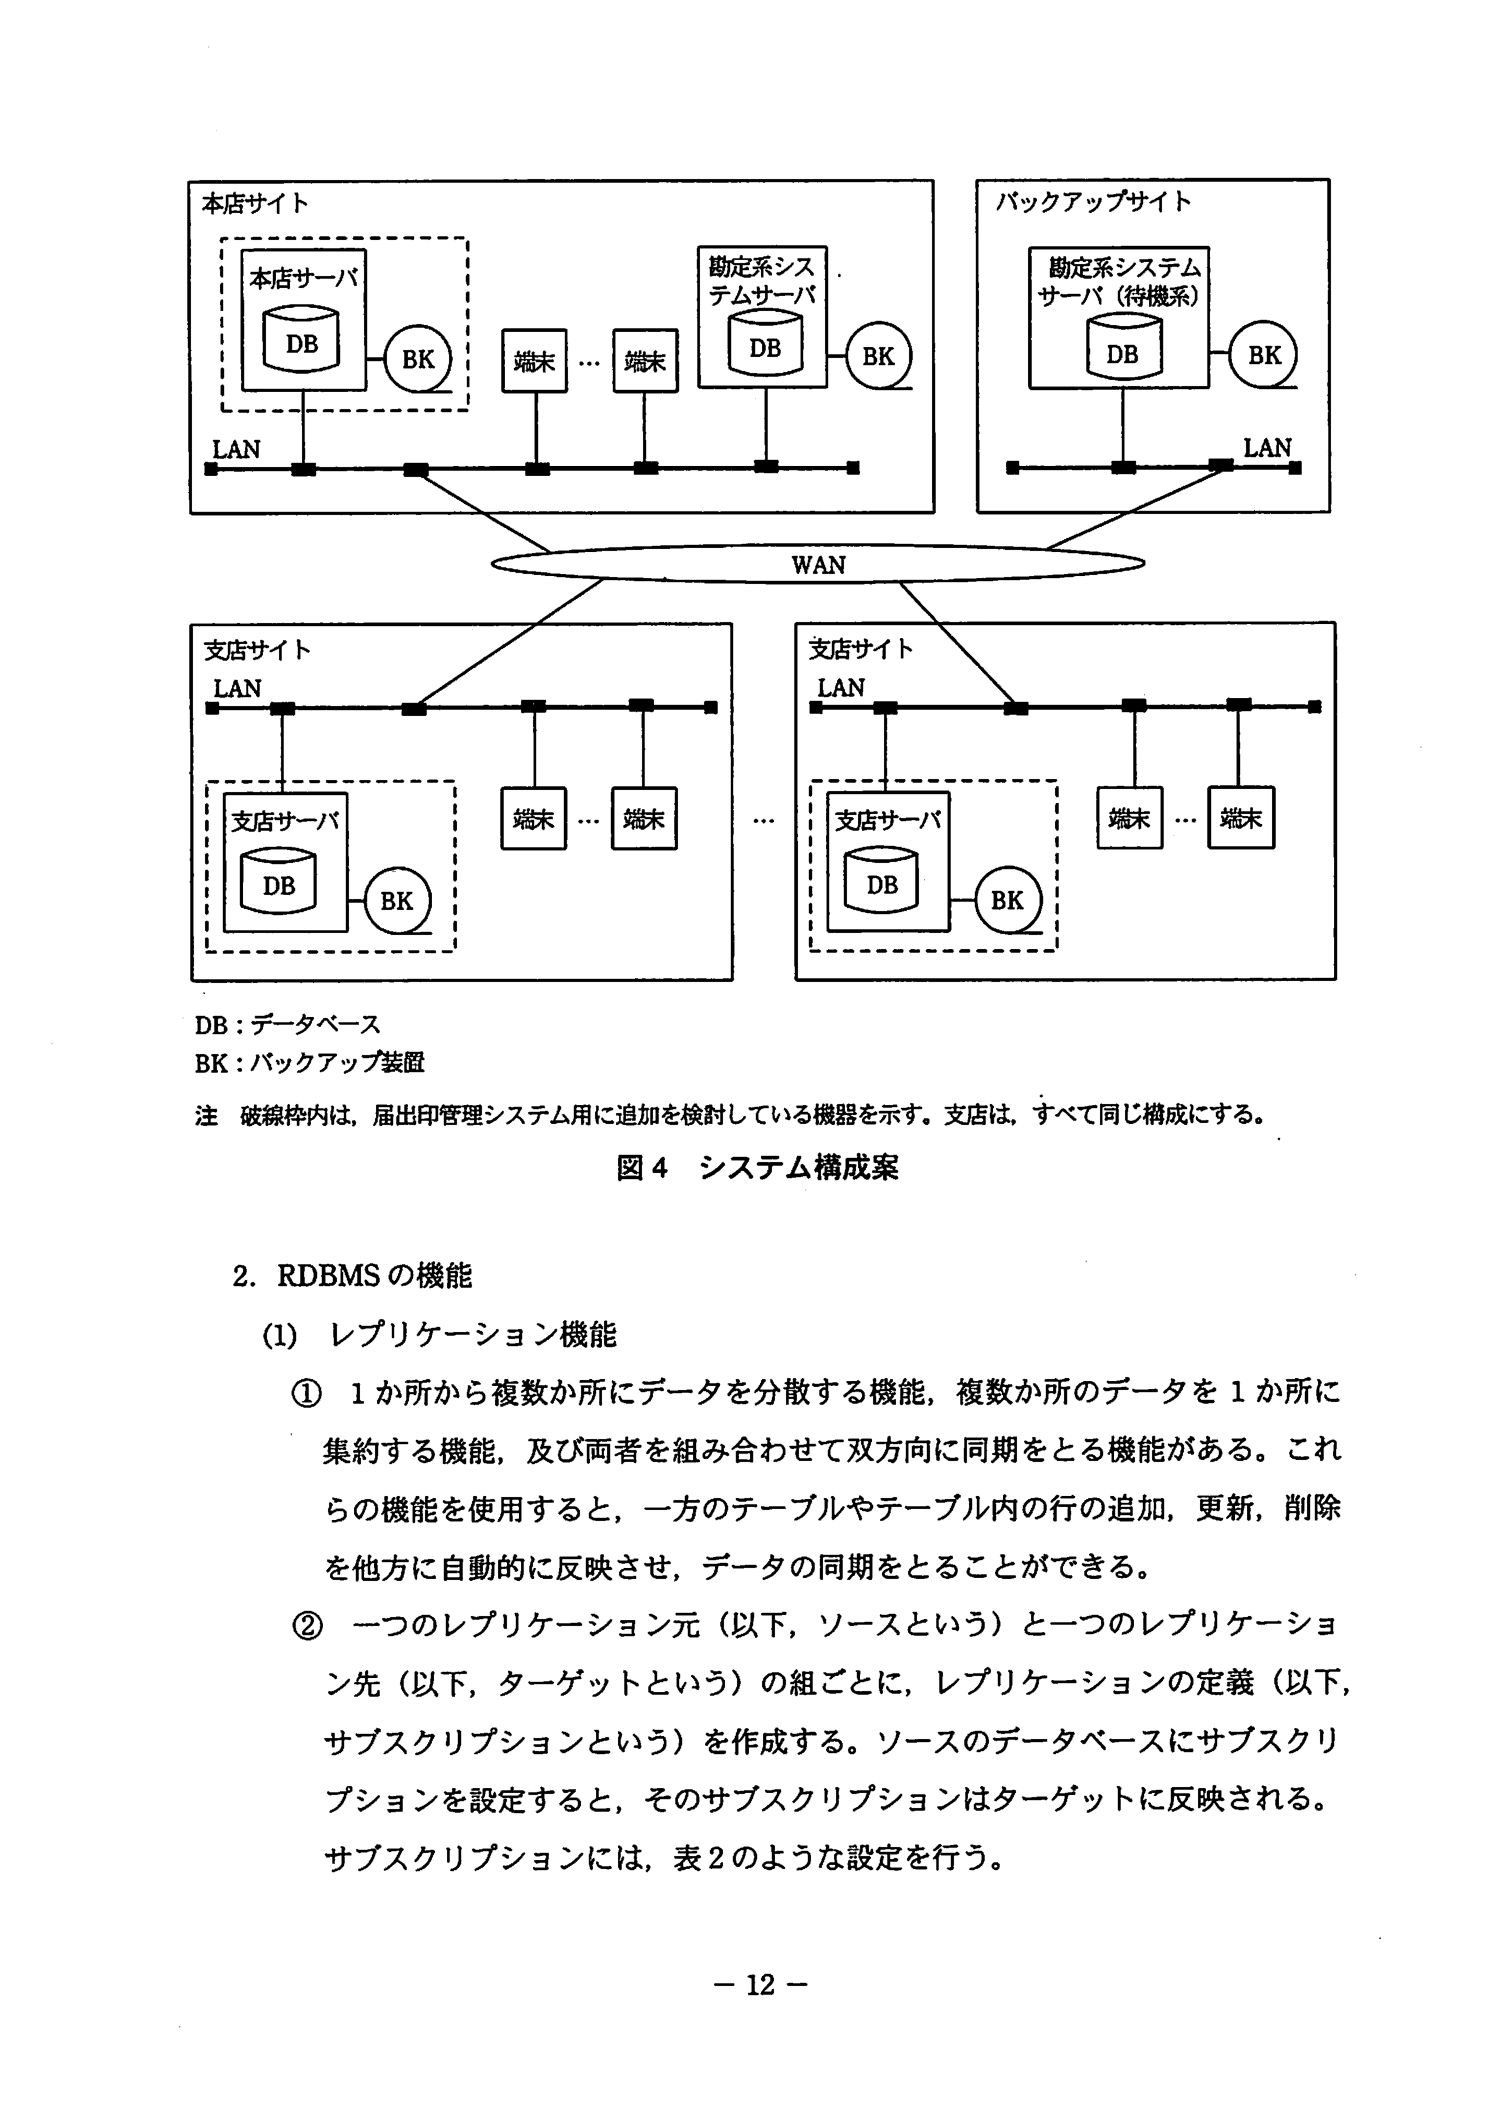 本店サイト
本店サーバ
DB
BK
端末
…
端末
勘定系シス
テムサーバ
DB
BK
LAN
バックアップサイト
勘定系システム
サーバ（待機系）
DB
BK
LAN
WAN
支店サイト
LAN
支店サーバ
DB
BK
端末
…
端末
…
支店サイト
LAN
支店サーバ
DB
BK
端末
…
端末
DB：データベース
BK：バックアップ装置
注　破線枠内は，届出印管理システム用に追加を検討している機器を示す。支店は，すべて同じ構成にする。
図4　システム構成案
2. RDBMSの機能
(1)　レプリケーション機能
①　1か所から複数か所にデータを分散する機能，複数か所のデータを1か所に
集約する機能，及び両者を組み合わせて双方向に同期をとる機能がある。これ
らの機能を使用すると，一方のテーブルやテーブル内の行の追加，更新，削除
を他方に自動的に反映させ，データの同期をとることができる。
②　一つのレプリケーション元（以下，ソースという）と一つのレプリケーショ
ン先（以下，ターゲットという）の組ごとに，レプリケーションの定義（以下，
サブスクリプションという）を作成する。ソースのデータベースにサブスクリ
プションを設定すると，そのサブスクリプションはターゲットに反映される。
サブスクリプションには，表2のような設定を行う。
－ 12 －